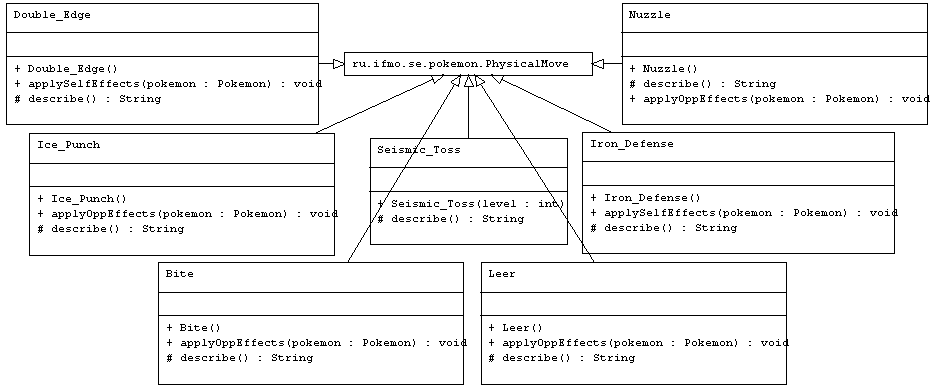 Double_Edge
+ Double_Edge()
+ applySelfEffects(pokemon : Pokemon) : void
# describe() : String
ru.ifmo.se.pokemon.PhysicalMove
Nuzzle
+ Nuzzle()
# describe() : String
+ applyOppEffects(pokemon : Pokemon) : void
Ice_Punch
+ Ice_Punch()
+ applyOppEffects(pokemon : Pokemon) : void
# describe() : String
Seismic_Toss
+ Seismic_Toss(level : int)
# describe() : String
Iron_Defense
+ Iron_Defense()
+ applySelfEffects(pokemon : Pokemon) : void
# describe() : String
Bite
+ Bite()
+ applyOppEffects(pokemon : Pokemon) : void
# describe() : String
Leer
+ Leer()
+ applyOppEffects(pokemon : Pokemon) : void
# describe() : String